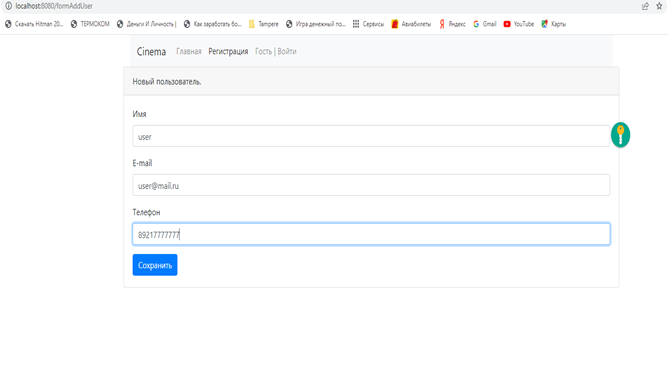 localhost:8080/formAddUser
Скачать Hitman 20... ТЕРМОКОМ Деньги И Личность | Как заработать бо... Tampere Игра денежный по... Сервисы Авиабилеты Яндекс Gmail YouTube Карты
Cinema Главная Регистрация Гость | Войти
Новый пользователь.
Имя
user
E-mail
user@mail.ru
Телефон
89217777777
Сохранить